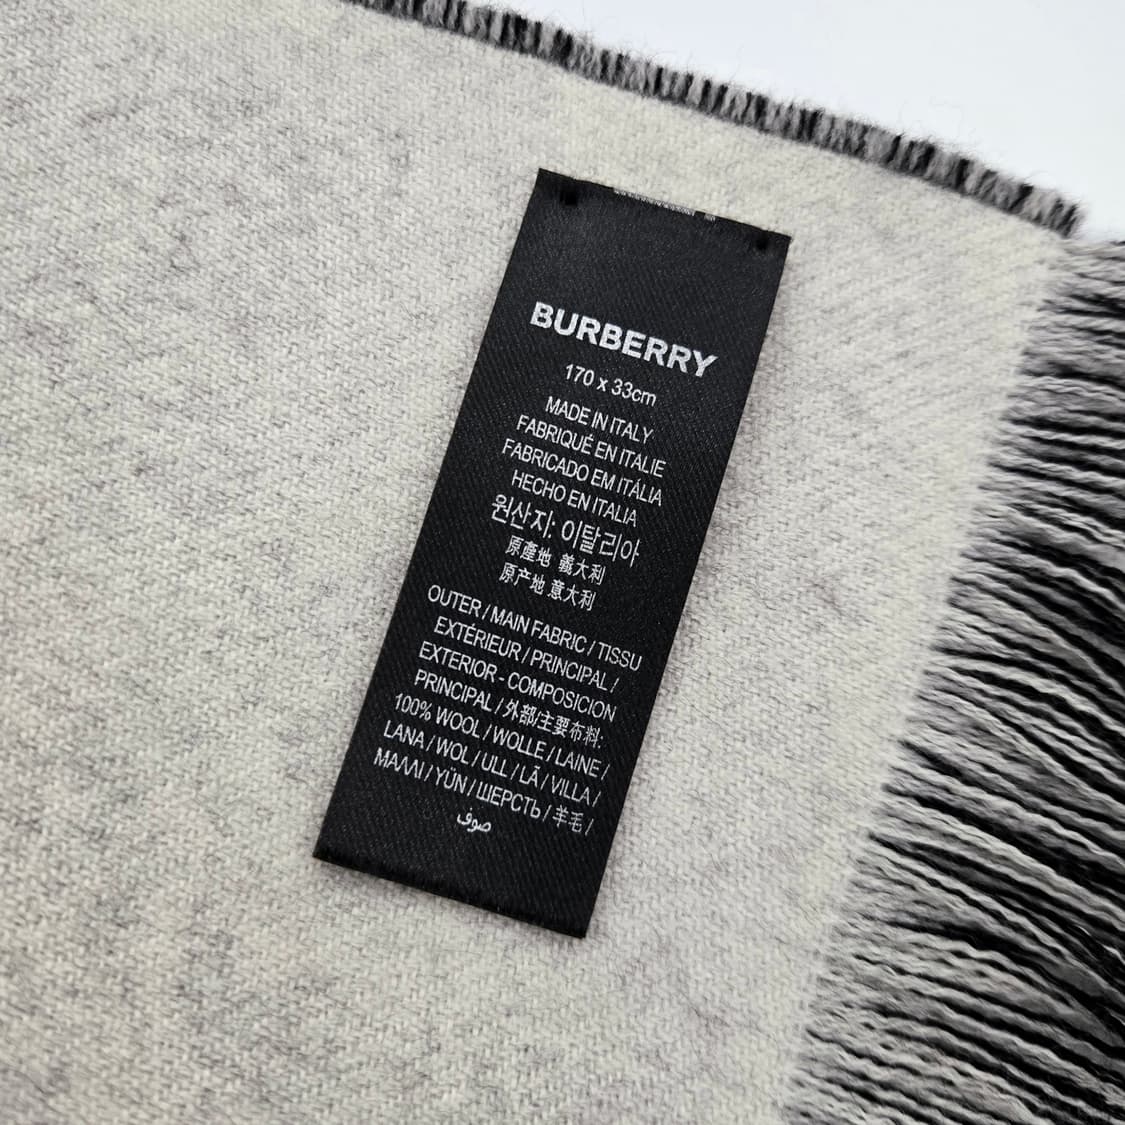 BURBERRY
170 x 33cm
MADE IN ITALY
FABRIQUÉ EN ITALIE
FABRICADO EM ITÁLIA
HECHO EN ITALIA
원산지: 이탈리아
原產地 義大利
原产地 意大利
OUTER / MAIN FABRIC / TISSU
EXTÉRIEUR / PRINCIPAL /
EXTERIOR - COMPOSICION
PRINCIPAL / 外部/主要布料:
100% WOOL / WOLLE / LAINE /
LANA / WOL / ULL / LÃ / VILLA /
ΜΑΛΛΙ / YÜN / ШЕРСТЬ / 羊毛 /
صوف